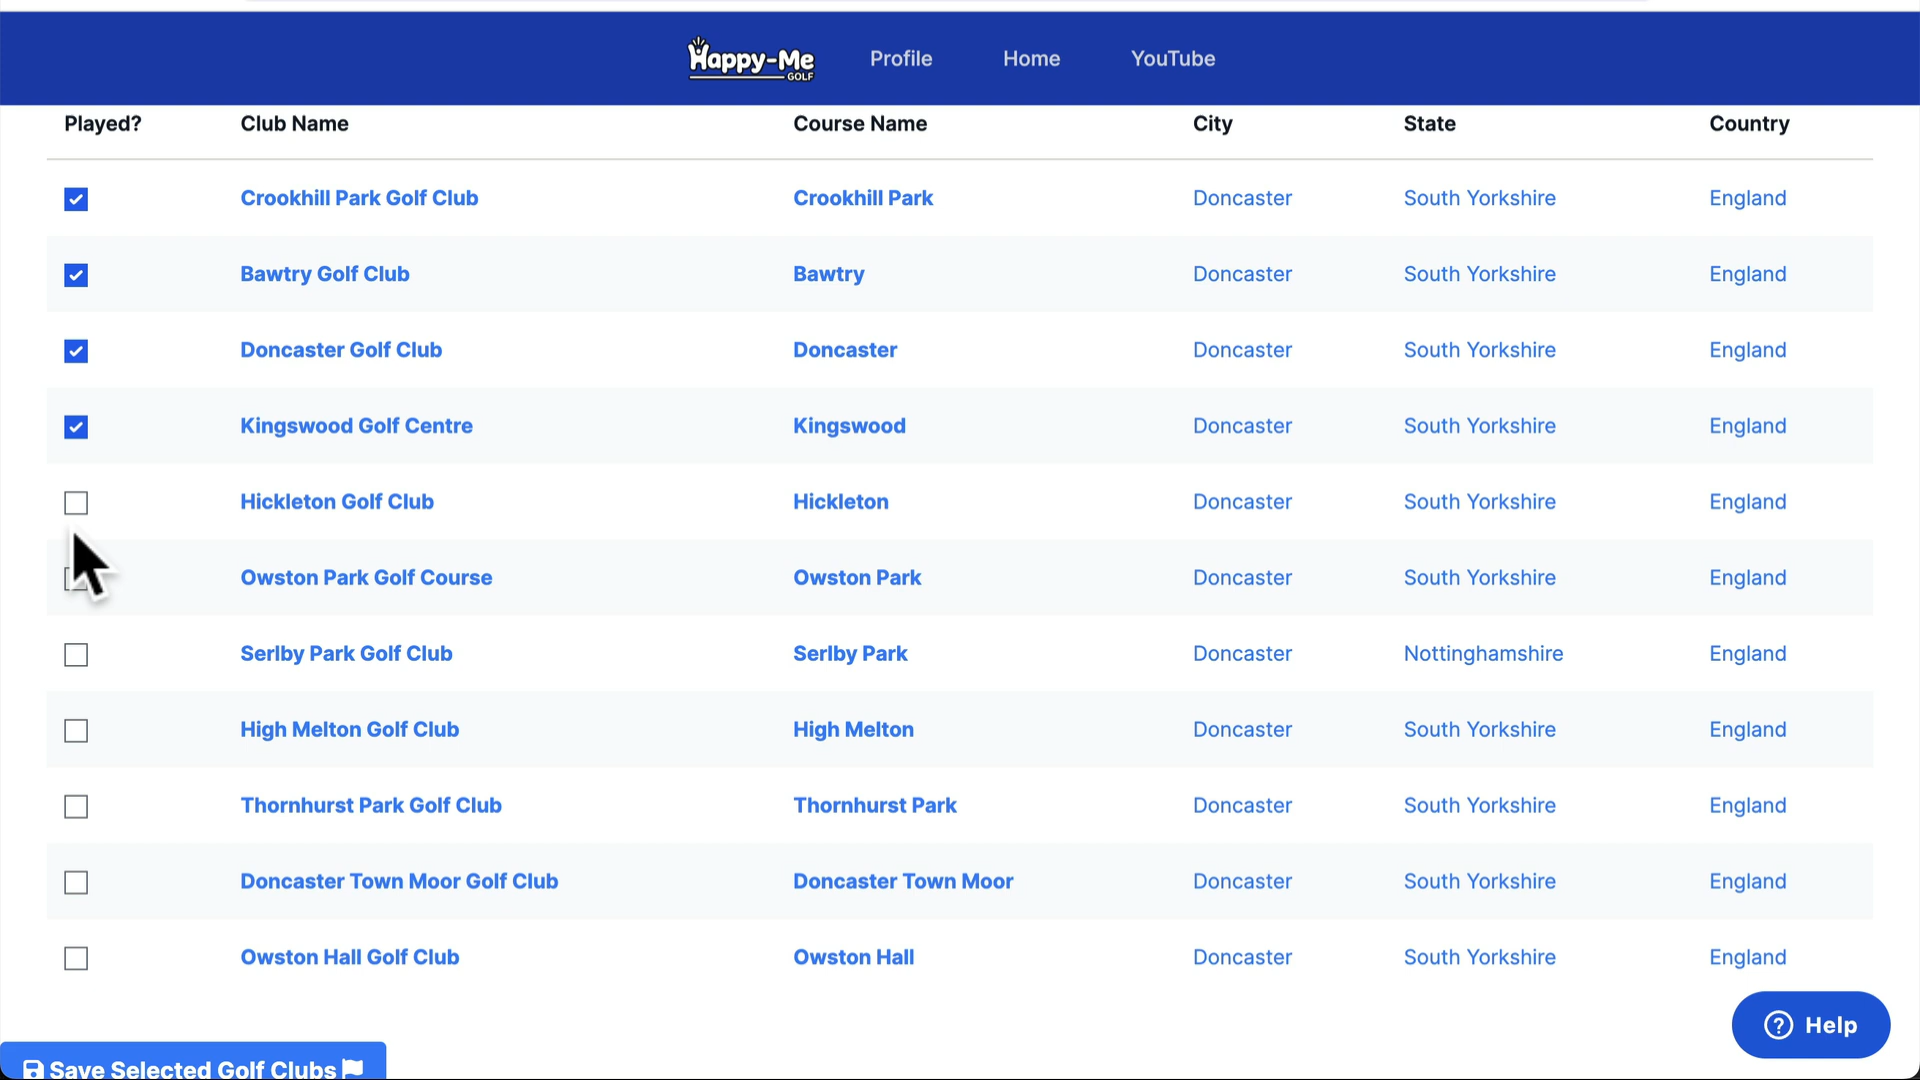 Happy-Me GOLF Profile Home YouTube
Played? Club Name Course Name City State Country
Crookhill Park Golf Club Crookhill Park Doncaster South Yorkshire England
Bawtry Golf Club Bawtry Doncaster South Yorkshire England
Doncaster Golf Club Doncaster Doncaster South Yorkshire England
Kingswood Golf Centre Kingswood Doncaster South Yorkshire England
Hickleton Golf Club Hickleton Doncaster South Yorkshire England
Owston Park Golf Course Owston Park Doncaster South Yorkshire England
Serlby Park Golf Club Serlby Park Doncaster Nottinghamshire England
High Melton Golf Club High Melton Doncaster South Yorkshire England
Thornhurst Park Golf Club Thornhurst Park Doncaster South Yorkshire England
Doncaster Town Moor Golf Club Doncaster Town Moor Doncaster South Yorkshire England
Owston Hall Golf Club Owston Hall Doncaster South Yorkshire England
? Help
Save Selected Golf Clubs